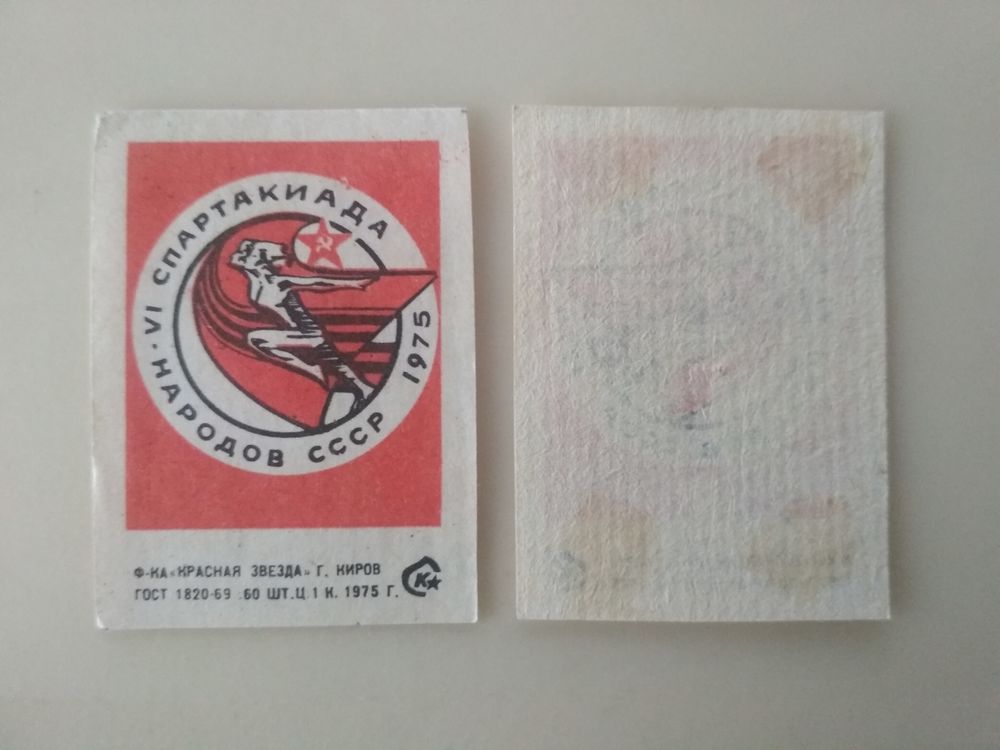 VI СПАРТАКИАДА
· НАРОДОВ СССР 1975
Ф-КА «КРАСНАЯ ЗВЕЗДА» Г. КИРОВ
ГОСТ 1820-69 .60 ШТ.Ц.1 К. 1975 Г.
К